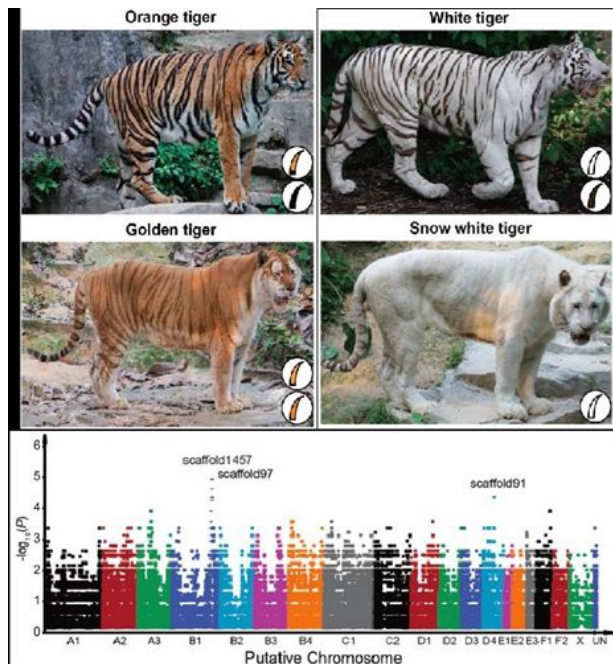 Orange tiger
White tiger
Golden tiger
Snow white tiger
6
5
4
3
2
1
0
-log10(P)
scaffold1457
scaffold97
scaffold91
A1 A2 A3 B1 B2 B3 B4 C1 C2 D1 D2 D3 D4 E1 E2 E3 F1 F2 X UN
Putative Chromosome